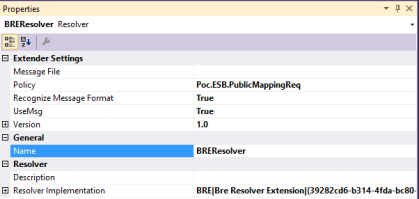 Properties
BREResolver Resolver
Extender Settings
Message File
Policy Poc.ESB.PublicMappingReq
Recognize Message Format True
UseMsg True
Version 1.0
General
Name BREResolver
Resolver
Description
Resolver Implementation BRE|Bre Resolver Extension|(39282cd6-b314-4fda-bc80-